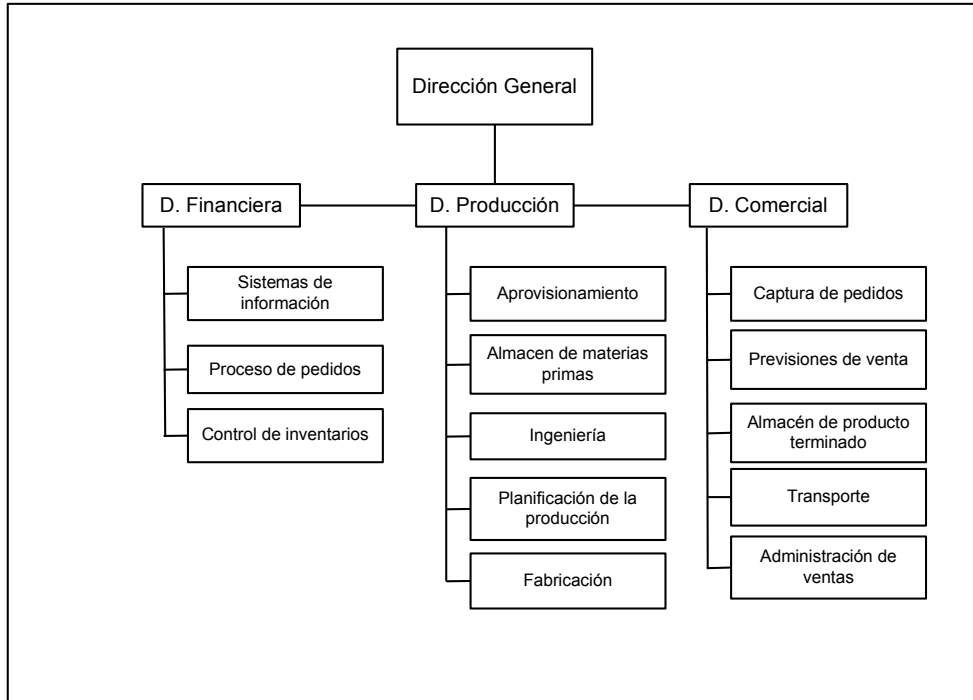 Dirección General
D. Financiera
D. Producción
D. Comercial
Sistemas de
información
Proceso de pedidos
Control de inventarios
Aprovisionamiento
Almacen de materias
primas
Ingeniería
Planificación de la
producción
Fabricación
Captura de pedidos
Previsiones de venta
Almacén de producto
terminado
Transporte
Administración de
ventas